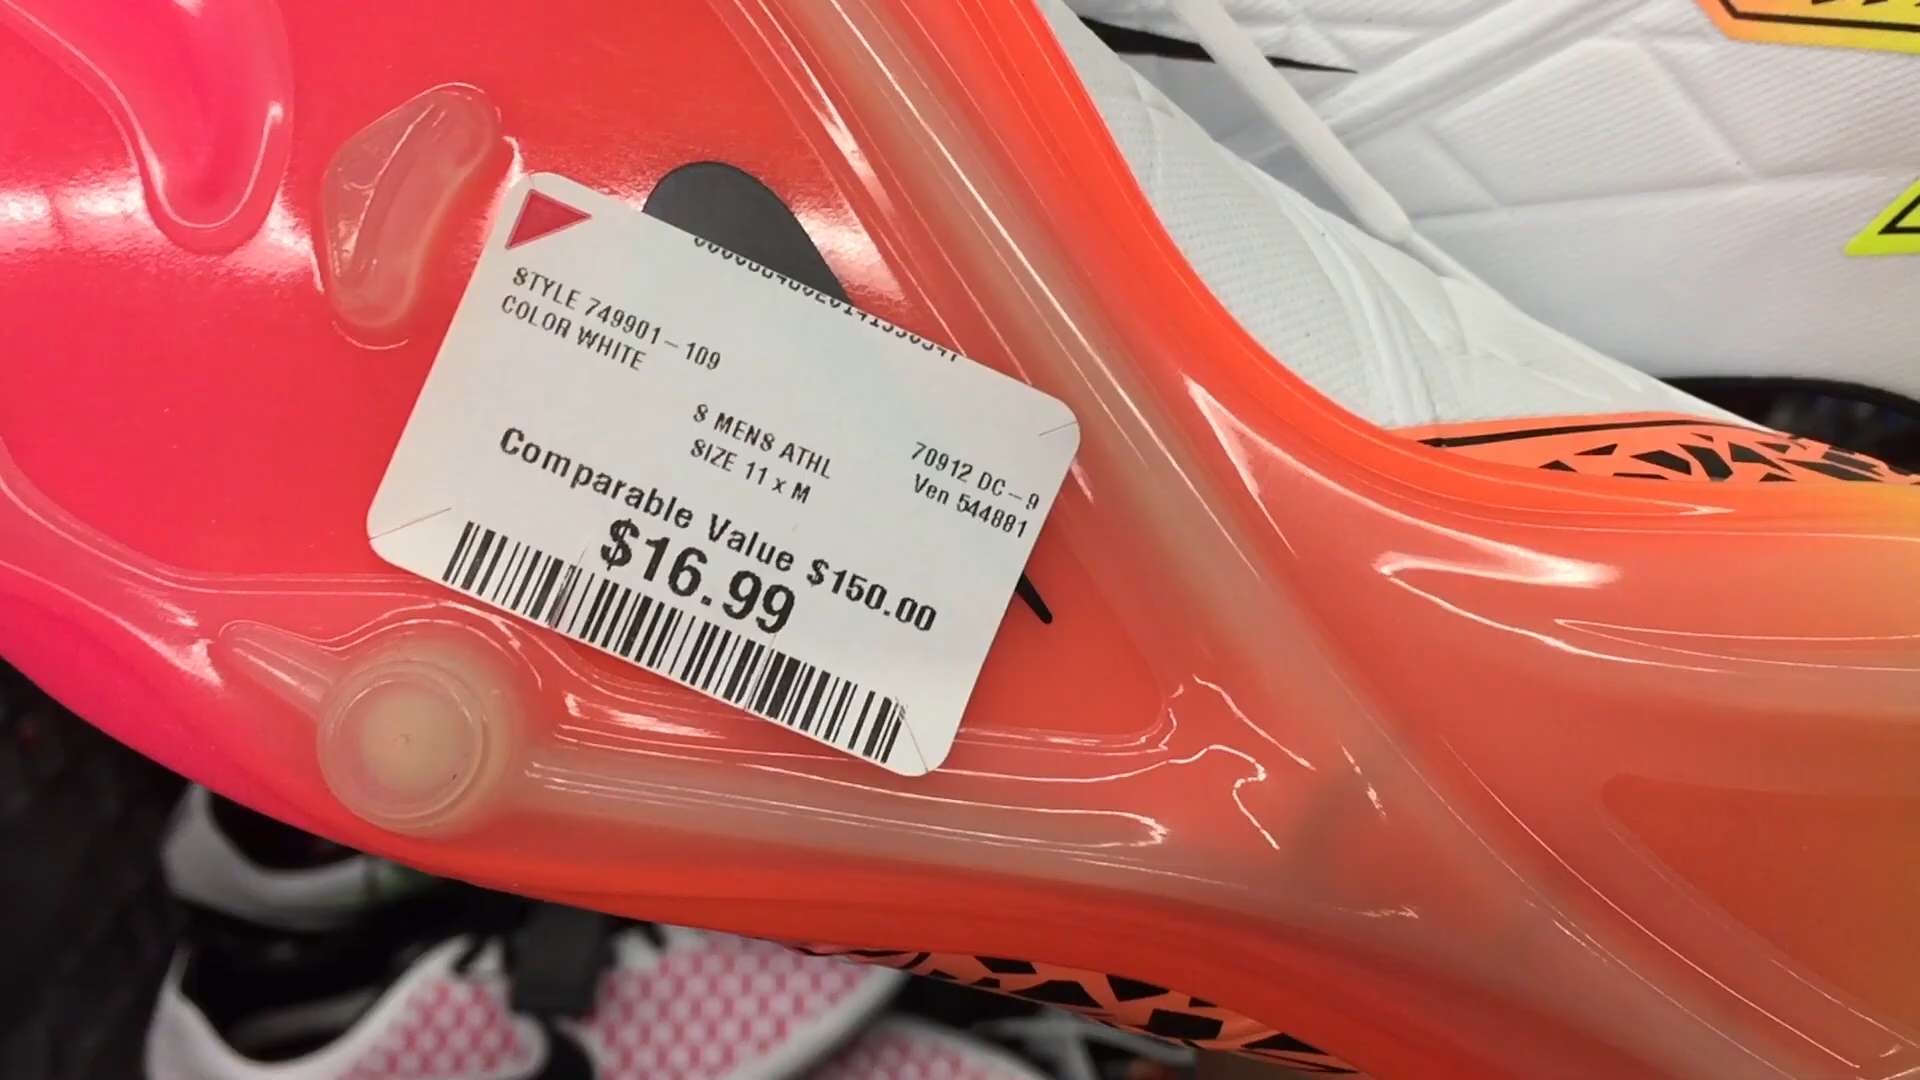 STYLE 749901-109
COLOR WHITE
8 MENS ATHL
SIZE 11 x M
70912 DC-9
Ven 544881
Comparable Value $150.00
$16.99